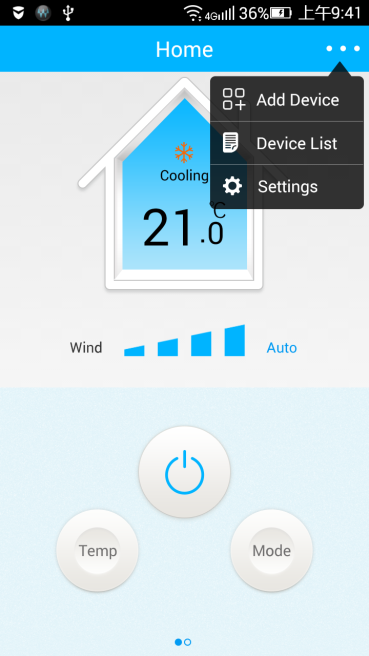 4G 36% 上午9:41
Home
Add Device
Device List
Settings
Cooling
21.0 ℃
Wind Auto
Temp
Mode